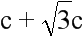 c + √3c